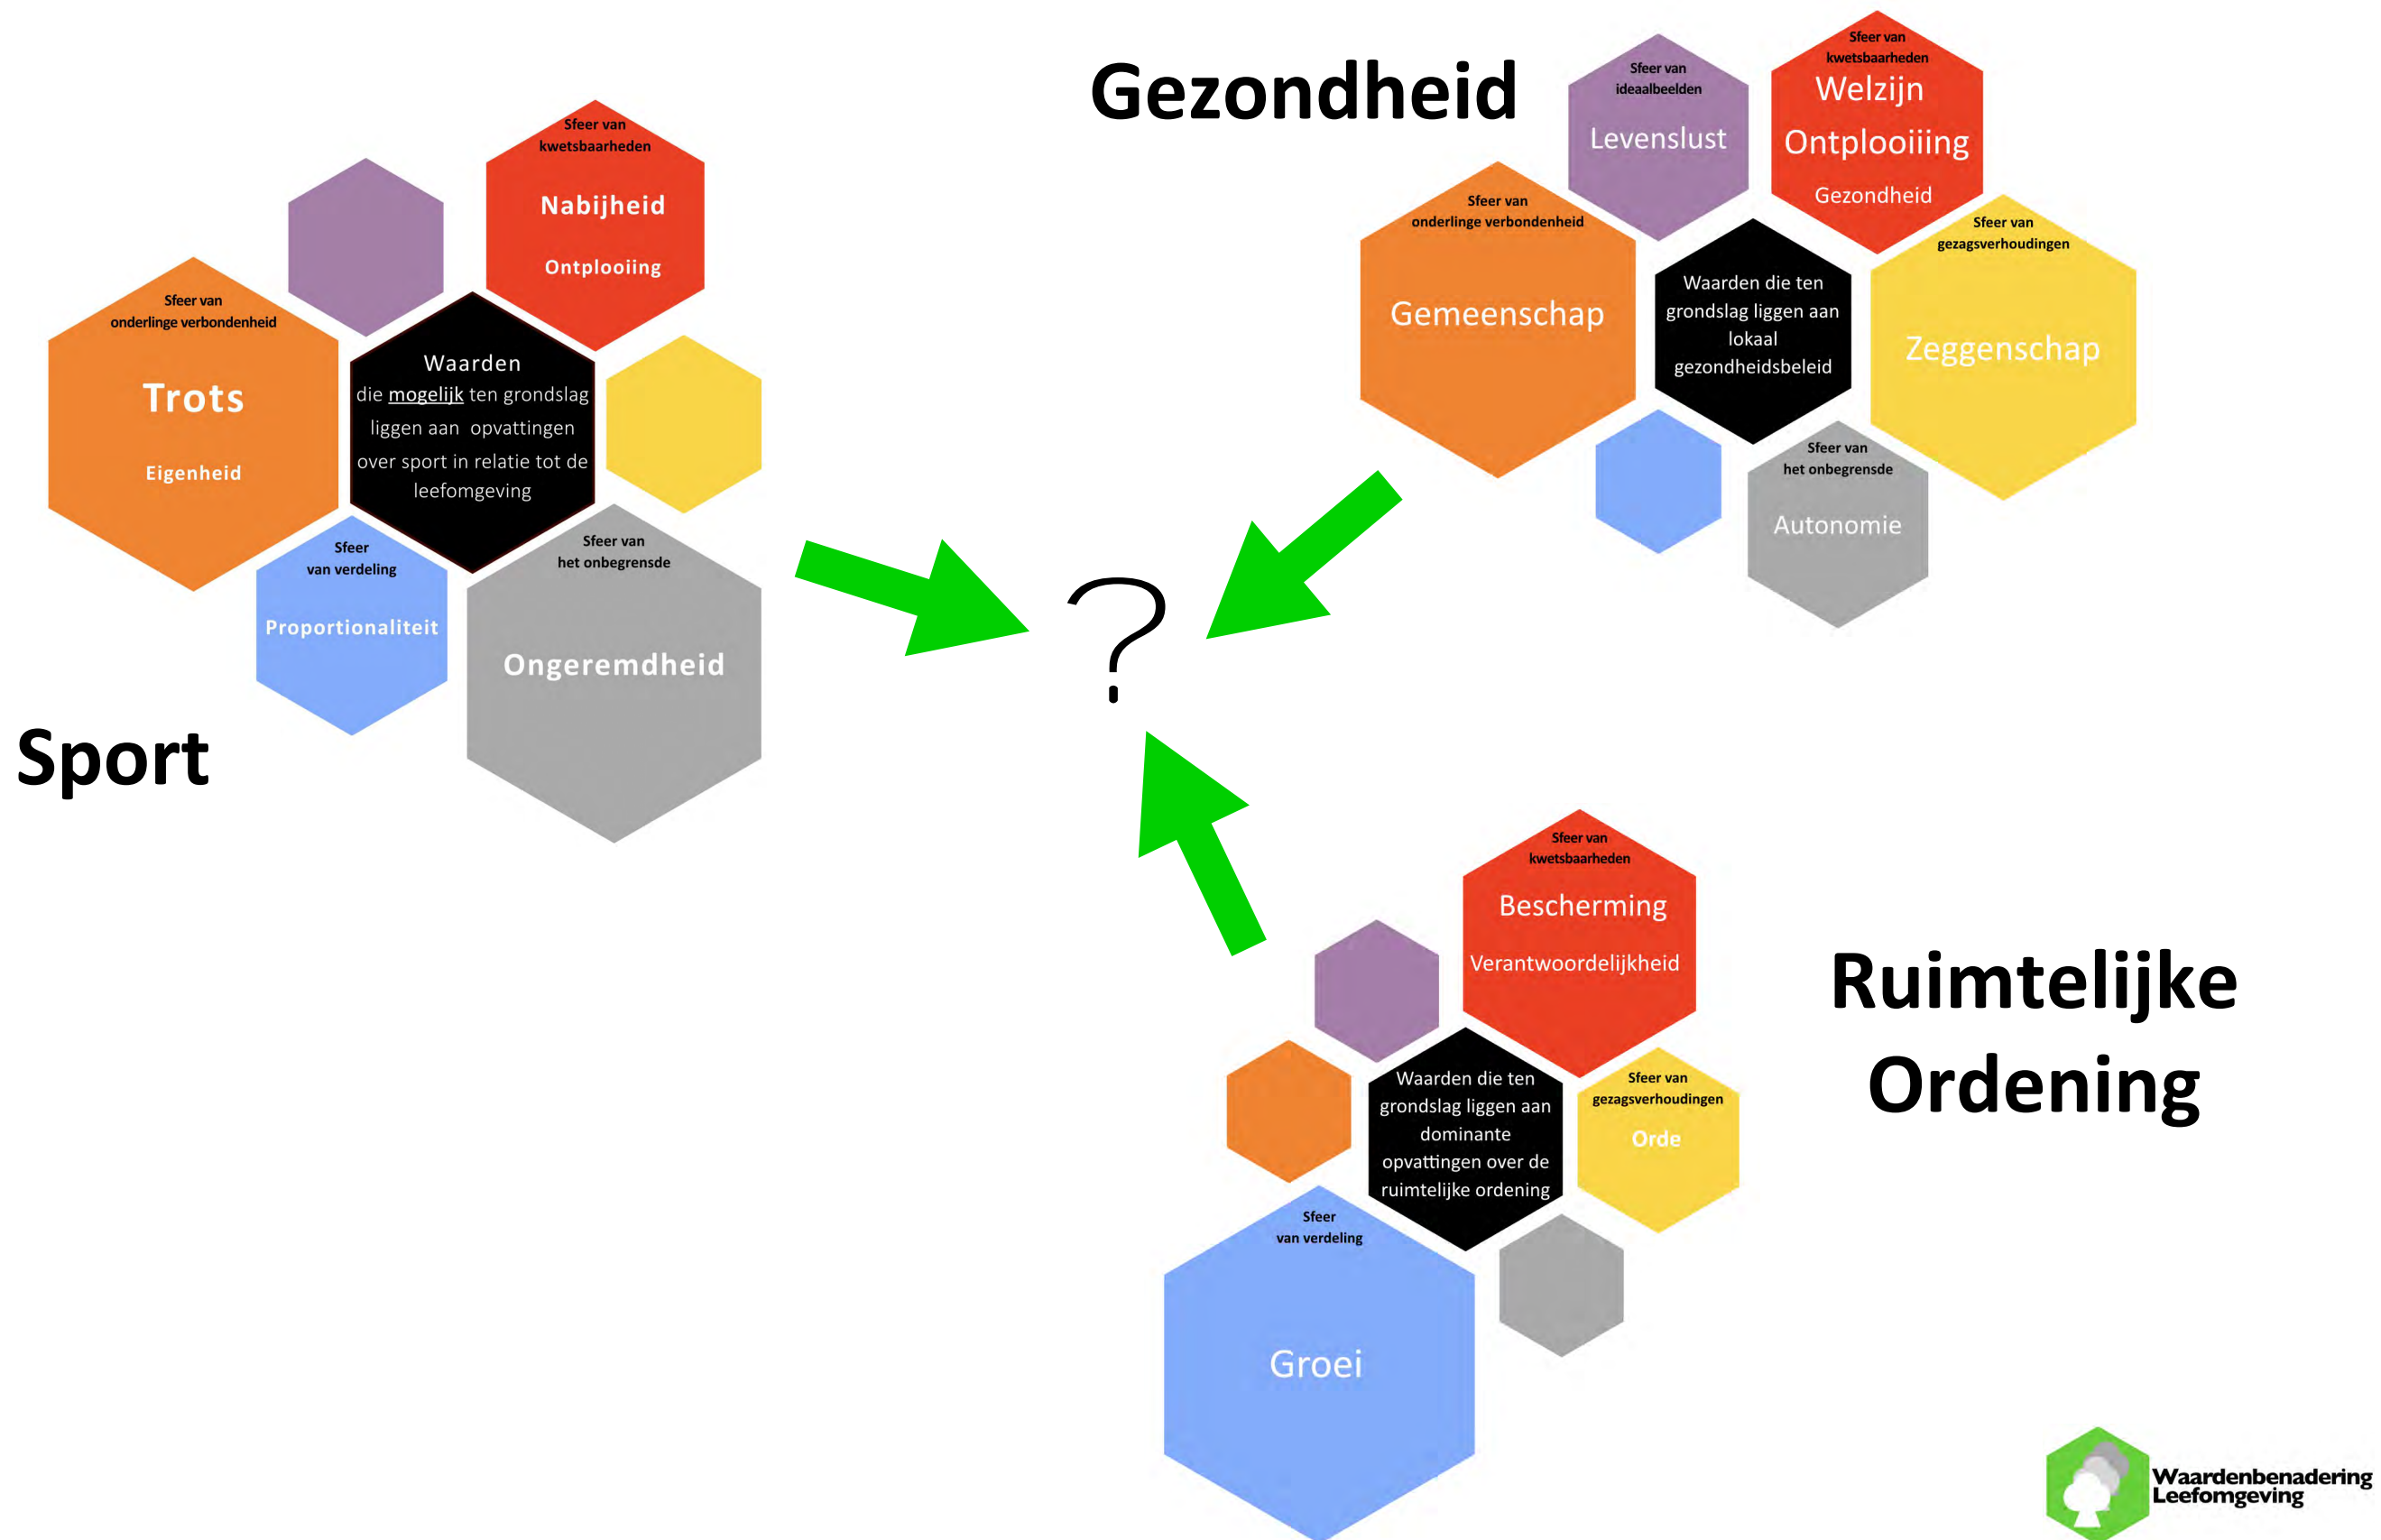 Gezondheid
Sfeer van
ideaalbeelden
Levenslust
Sfeer van
kwetsbaarheden
Welzijn
Ontplooiiing
Gezondheid
Sfeer van
onderlinge verbondenheid
Gemeenschap
Waarden die ten
grondslag liggen aan
lokaal
gezondheidsbeleid
Sfeer van
gezagsverhoudingen
Zeggenschap
Sfeer van
het onbegrensde
Autonomie
Sfeer van
kwetsbaarheden
Nabijheid
Ontplooiing
Sfeer van
onderlinge verbondenheid
Trots
Eigenheid
Waarden
die mogelijk ten grondslag
liggen aan opvattingen
over sport in relatie tot de
leefomgeving
Sfeer
van verdeling
Proportionaliteit
Sfeer van
het onbegrensde
Ongeremdheid
Sport
?
Sfeer van
kwetsbaarheden
Bescherming
Verantwoordelijkheid
Waarden die ten
grondslag liggen aan
dominante
opvattingen over de
ruimtelijke ordening
Sfeer van
gezagsverhoudingen
Orde
Sfeer
van verdeling
Groei
Ruimtelijke
Ordening
Waardenbenadering
Leefomgeving